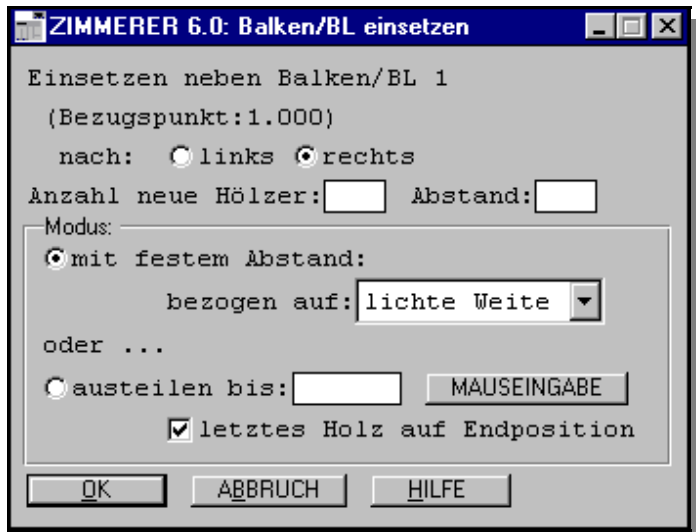 ZIMMERER 6.0: Balken/BL einsetzen
Einsetzen neben Balken/BL 1
(Bezugspunkt:1.000)
nach: links rechts
Anzahl neue Hölzer: Abstand:
Modus:
mit festem Abstand:
bezogen auf: lichte Weite
oder ...
austeilen bis: MAUSEINGABE
letztes Holz auf Endposition
OK ABBRUCH HILFE